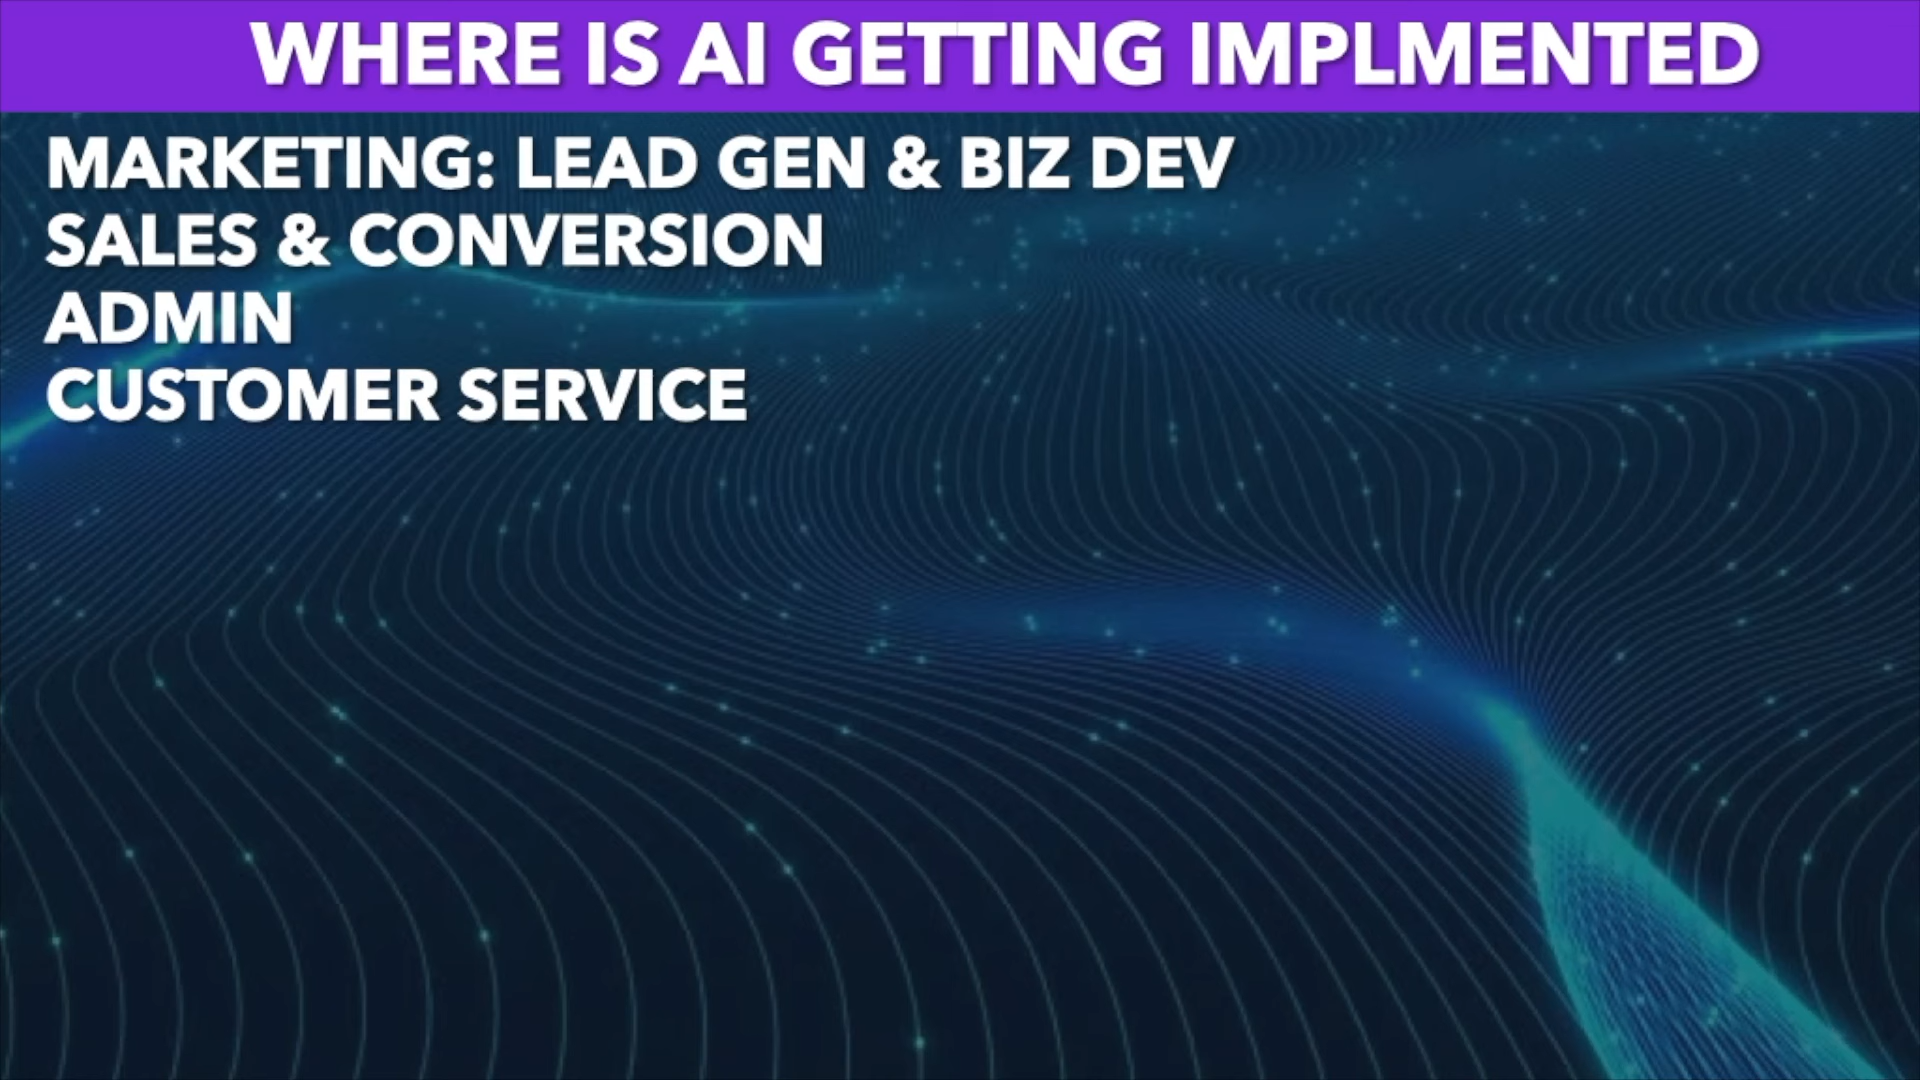 WHERE IS AI GETTING IMPLMENTED
MARKETING: LEAD GEN & BIZ DEV
SALES & CONVERSION
ADMIN
CUSTOMER SERVICE